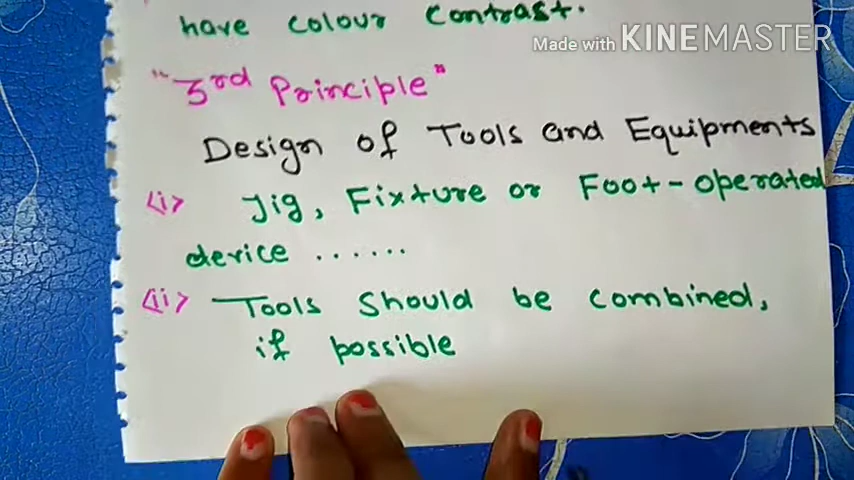 have colour contrast.
Made with KINEMASTER
"3rd Principle"
Design of Tools and Equipments
<i> Jig, Fixture or Foot-operated
device ......
<ii> Tools should be combined,
if possible